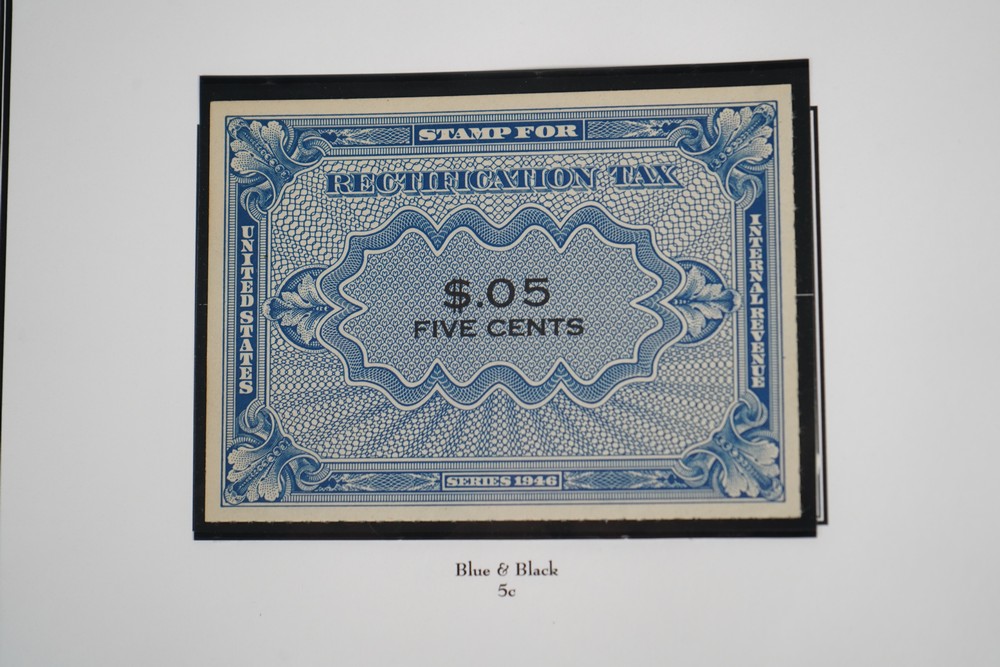 STAMP FOR
RECTIFICATION TAX
UNITED STATES
INTERNAL REVENUE
$.05
FIVE CENTS
SERIES 1946
Blue & Black
5c